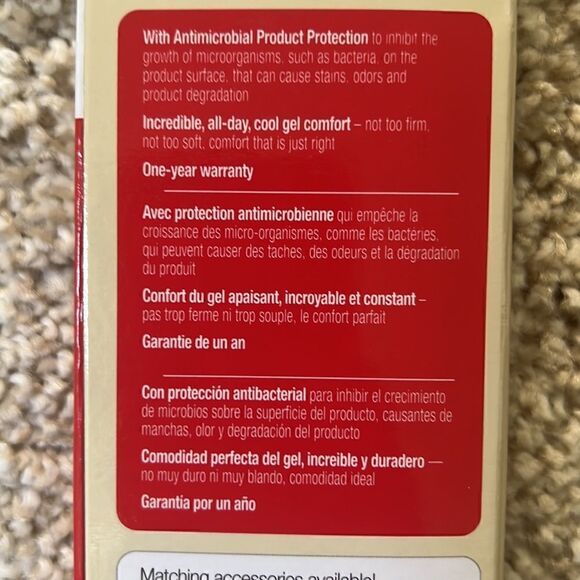 With Antimicrobial Product Protection to inhibit the
growth of microorganisms, such as bacteria, on
the product surface, that can cause stains, odors and
product degradation
Incredible, all-day, cool gel comfort – not too firm,
not too soft, comfort that is just right
One-year warranty
Avec protection antimicrobienne qui empêche la
croissance des micro-organismes, comme les bactéries,
qui peuvent causer des taches, des odeurs et la dégradation
du produit
Confort du gel apaisant, incroyable et constant –
pas trop ferme ni trop souple, le confort parfait
Garantie de un an
Con protección antibacterial para inhibir el crecimiento
de microbios sobre la superficie del producto, causantes de
manchas, olor y degradación del producto
Comodidad perfecta del gel, increible y duradero —
no muy duro ni muy blando, comodidad ideal
Garantia por un año
Matching accessories available!